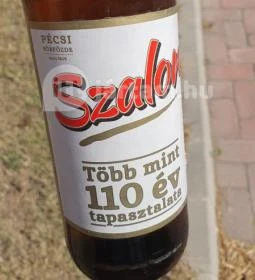 PÉCSI
SÖRFŐZDE
Szalon
Több mint
110 év
tapasztalata